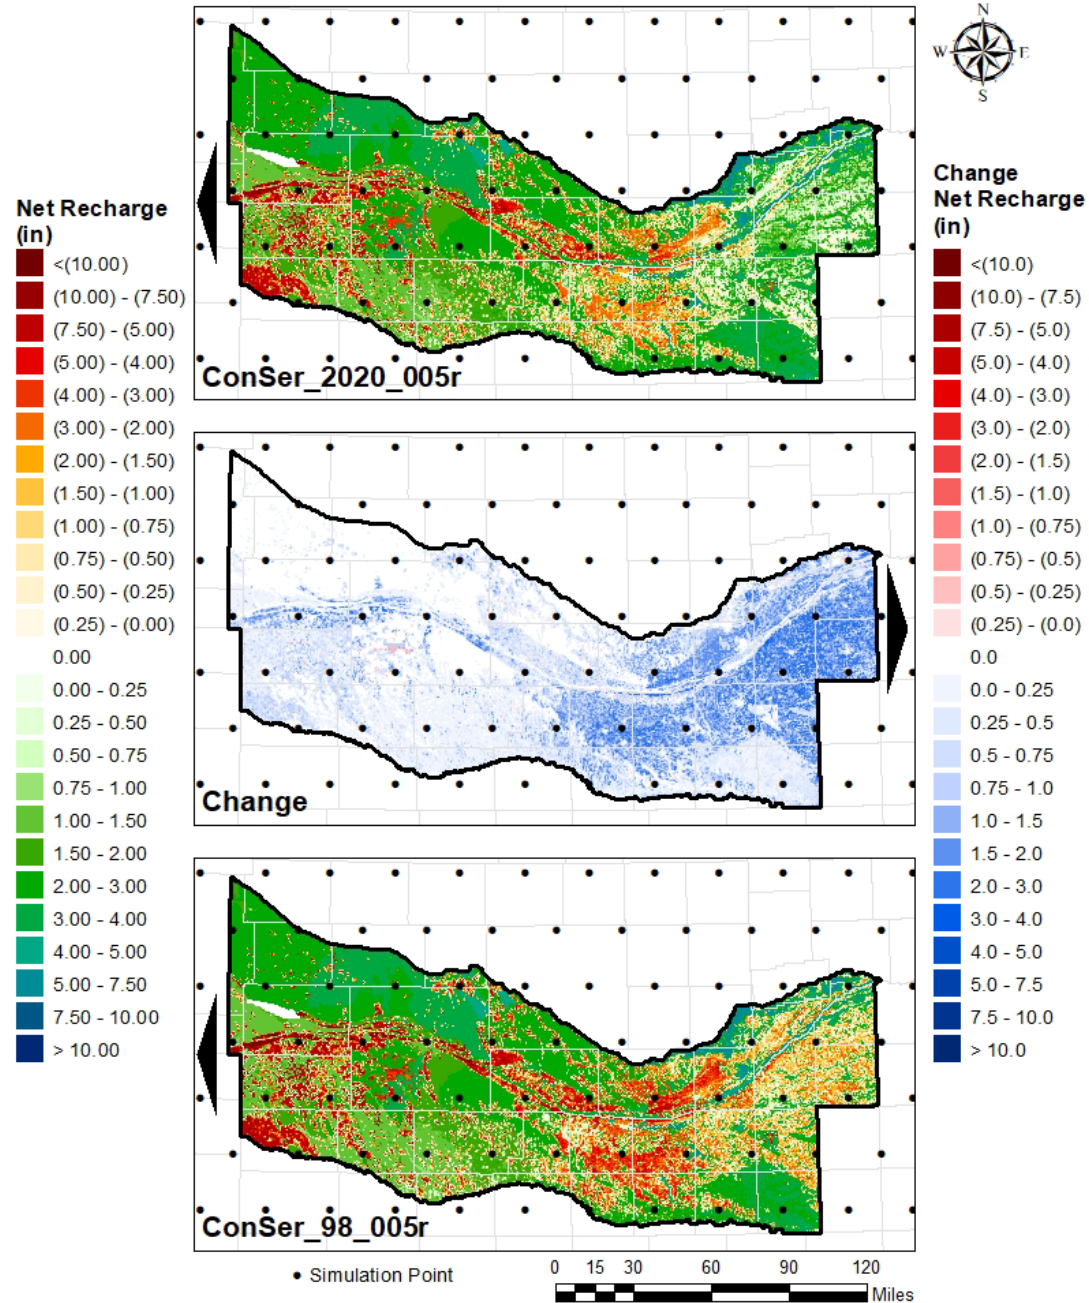 N
W E
S
Net Recharge
(in)
<(10.00)
(10.00) - (7.50)
(7.50) - (5.00)
(5.00) - (4.00)
(4.00) - (3.00)
(3.00) - (2.00)
(2.00) - (1.50)
(1.50) - (1.00)
(1.00) - (0.75)
(0.75) - (0.50)
(0.50) - (0.25)
(0.25) - (0.00)
0.00
0.00 - 0.25
0.25 - 0.50
0.50 - 0.75
0.75 - 1.00
1.00 - 1.50
1.50 - 2.00
2.00 - 3.00
3.00 - 4.00
4.00 - 5.00
5.00 - 7.50
7.50 - 10.00
> 10.00
ConSer_2020_005r
Change
ConSer_98_005r
Change
Net Recharge
(in)
<(10.0)
(10.0) - (7.5)
(7.5) - (5.0)
(5.0) - (4.0)
(4.0) - (3.0)
(3.0) - (2.0)
(2.0) - (1.5)
(1.5) - (1.0)
(1.0) - (0.75)
(0.75) - (0.5)
(0.5) - (0.25)
(0.25) - (0.0)
0.0
0.0 - 0.25
0.25 - 0.5
0.5 - 0.75
0.75 - 1.0
1.0 - 1.5
1.5 - 2.0
2.0 - 3.0
3.0 - 4.0
4.0 - 5.0
5.0 - 7.5
7.5 - 10.0
> 10.0
Simulation Point
0 15 30 60 90 120
Miles